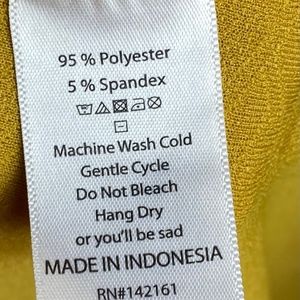 95 % Polyester
5 % Spandex
Machine Wash Cold
Gentle Cycle
Do Not Bleach
Hang Dry
or you'll be sad
MADE IN INDONESIA
RN#142161